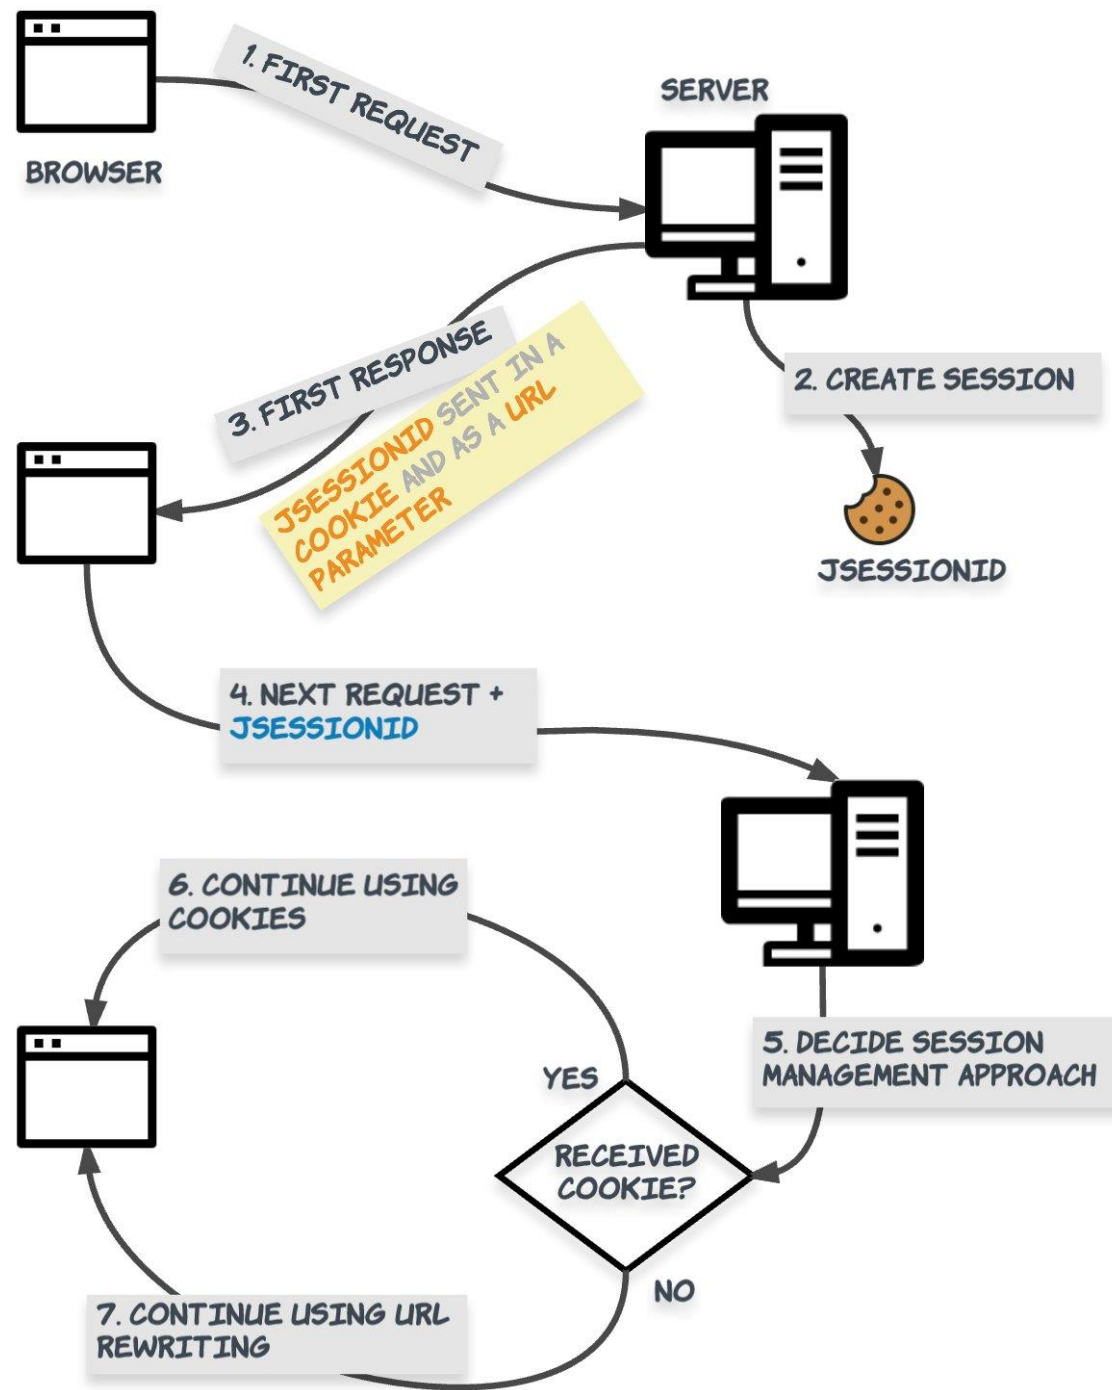 1. FIRST REQUEST
BROWSER
SERVER
2. CREATE SESSION
JSESSIONID
3. FIRST RESPONSE
JSESSIONID SENT IN A
COOKIE AND AS A URL
PARAMETER
4. NEXT REQUEST +
JSESSIONID
5. DECIDE SESSION
MANAGEMENT APPROACH
RECEIVED
COOKIE?
YES
6. CONTINUE USING
COOKIES
NO
7. CONTINUE USING URL
REWRITING